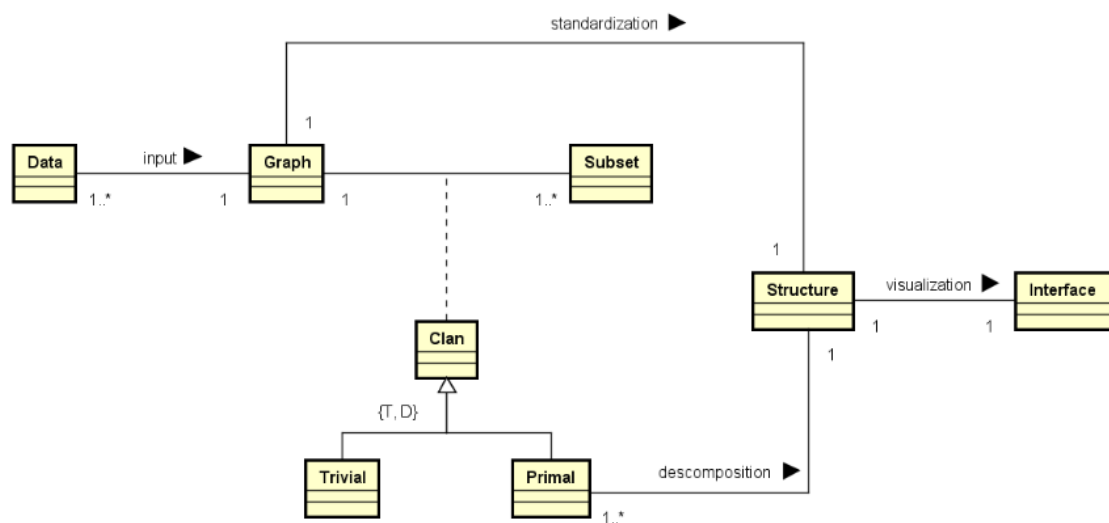 standardization
1
Data
input
Graph
Subset
1..*
1
1
1..*
1
Structure
visualization
Interface
1
1
1
Clan
{T, D}
Trivial
Primal
descomposition
1..*